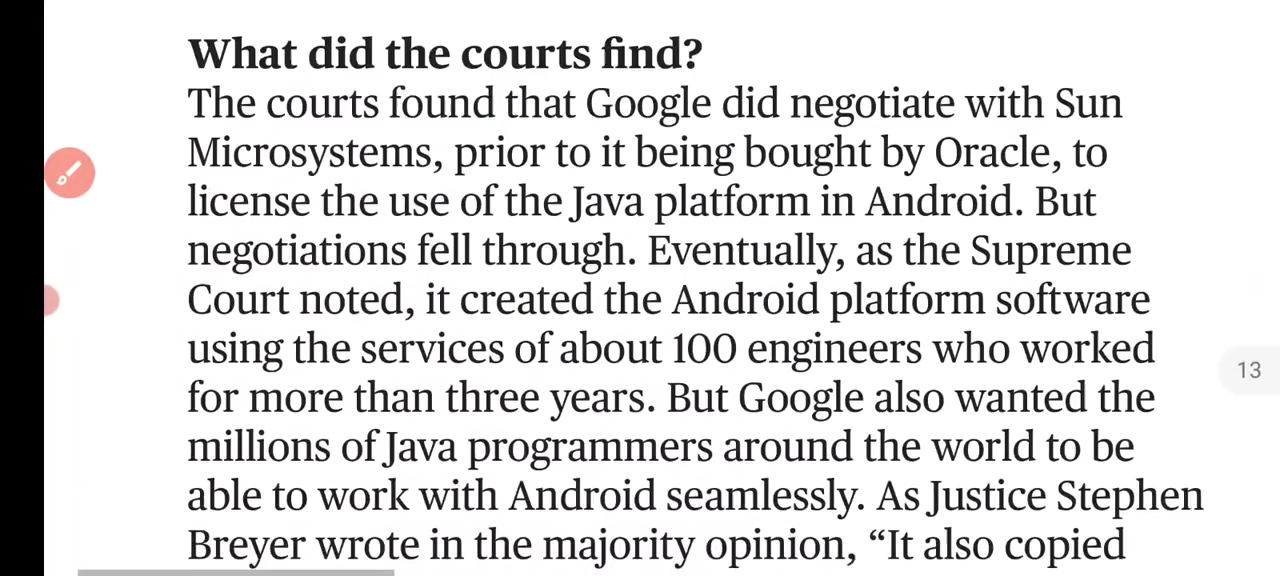 What did the courts find?
The courts found that Google did negotiate with Sun
Microsystems, prior to it being bought by Oracle, to
license the use of the Java platform in Android. But
negotiations fell through. Eventually, as the Supreme
Court noted, it created the Android platform software
using the services of about 100 engineers who worked
for more than three years. But Google also wanted the
millions of Java programmers around the world to be
able to work with Android seamlessly. As Justice Stephen
Breyer wrote in the majority opinion, “It also copied
13